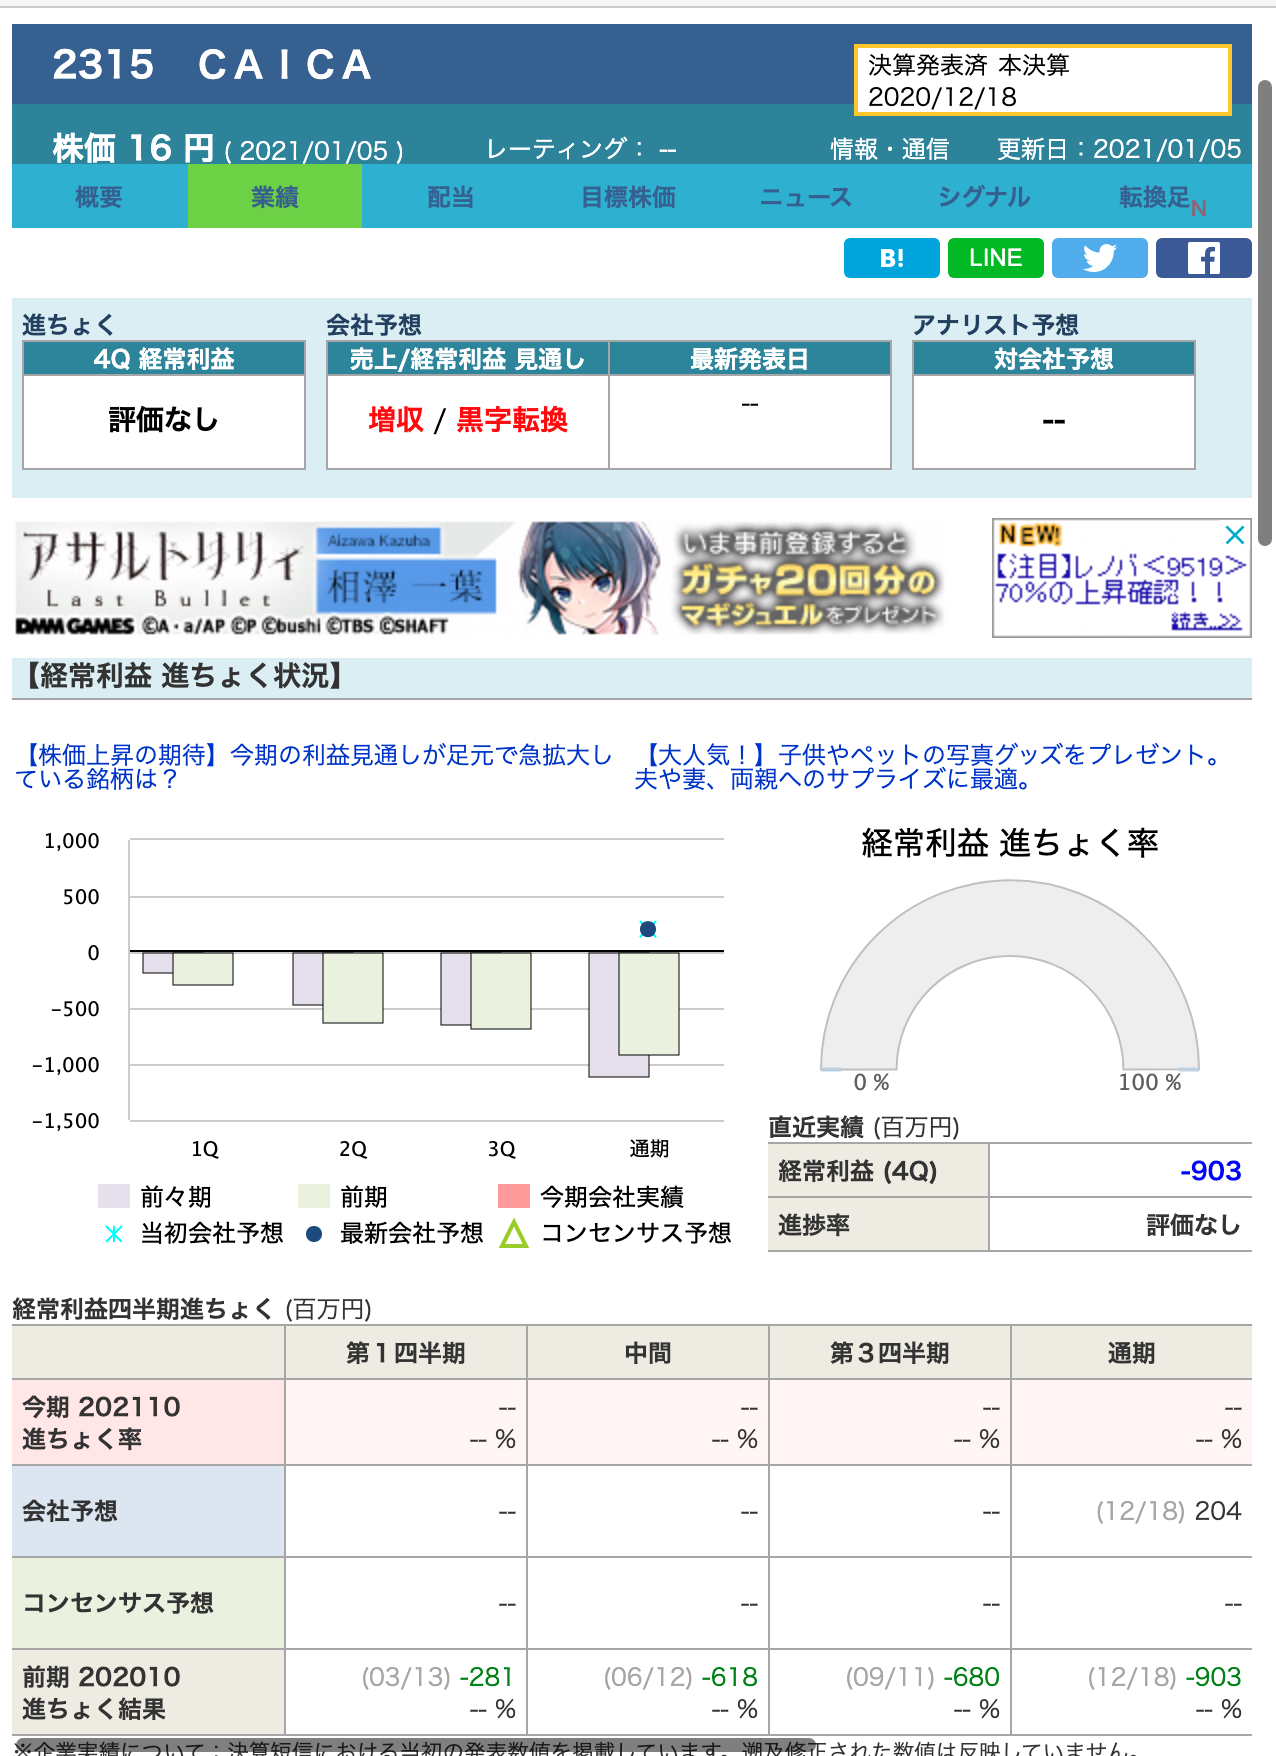 2315　ＣＡＩＣＡ
決算発表済 本決算
2020/12/18
株価 16 円 ( 2021/01/05 )　レーティング： --　情報・通信　更新日：2021/01/05
概要　業績　配当　目標株価　ニュース　シグナル　転換足N
B!　LINE
進ちょく　会社予想　アナリスト予想
4Q 経常利益　売上/経常利益 見通し　最新発表日　対会社予想
評価なし　増収 / 黒字転換　--　--
アサルトリリィ
Last Bullet
Aizawa Kazuha
相澤 一葉
DMM GAMES ©A・a/AP ©P ©bushi ©TBS ©SHAFT
いま事前登録すると
ガチャ20回分の
マギジュエルをプレゼント
NEW!
【注目】レノバ<9519>
70%の上昇確認！！
続き..>>
【経常利益 進ちょく状況】
【株価上昇の期待】今期の利益見通しが足元で急拡大し
ている銘柄は？
【大人気！】子供やペットの写真グッズをプレゼント。
夫や妻、両親へのサプライズに最適。
1,000
500
0
-500
-1,000
-1,500
1Q　2Q　3Q　通期
前々期　前期　今期会社実績
当初会社予想　最新会社予想　コンセンサス予想
経常利益 進ちょく率
0 %　100 %
直近実績 (百万円)
経常利益 (4Q)　-903
進捗率　評価なし
経常利益四半期進ちょく (百万円)
第１四半期　中間　第３四半期　通期
今期 202110　--　--　--　--
進ちょく率　-- %　-- %　-- %　-- %
会社予想　--　--　--　(12/18) 204
コンセンサス予想　--　--　--　--
前期 202010　(03/13) -281　(06/12) -618　(09/11) -680　(12/18) -903
進ちょく結果　-- %　-- %　-- %　-- %
※企業実績について：決算短信における当初の発表数値を掲載しています。遡及修正された数値は反映していません。